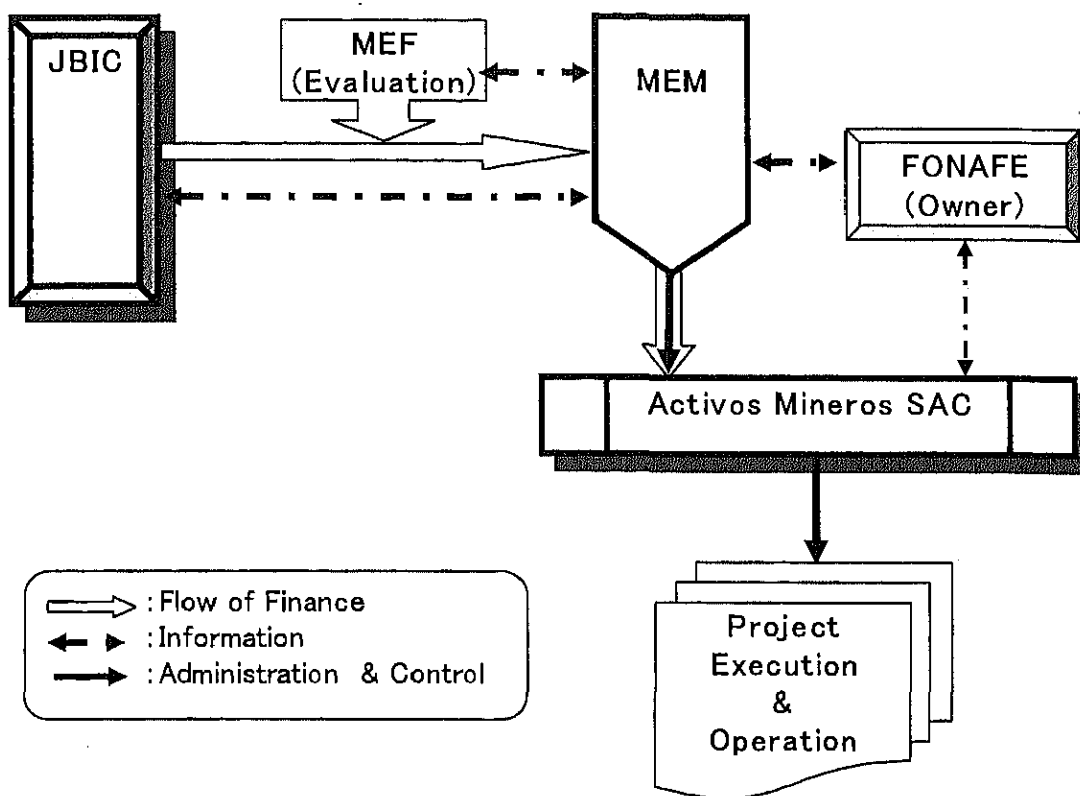 JBIC
MEF
(Evaluation)
MEM
FONAFE
(Owner)
Activos Mineros SAC
: Flow of Finance
: Information
: Administration & Control
Project
Execution
&
Operation